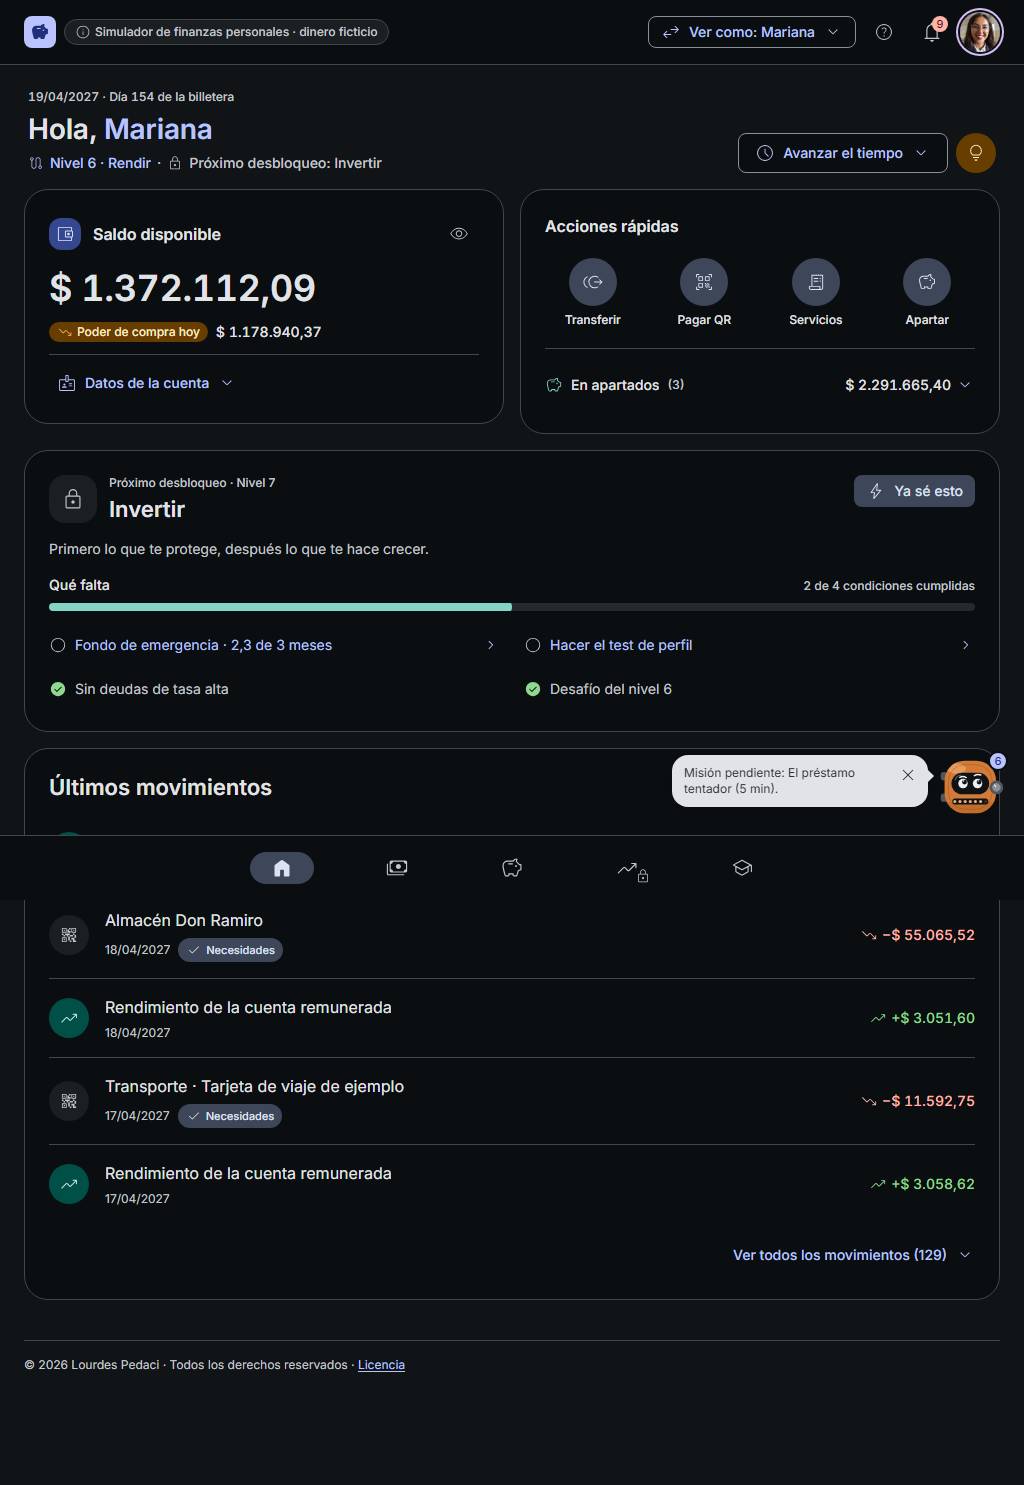 Simulador de finanzas personales · dinero ficticio
Ver como: Mariana
9
19/04/2027 · Día 154 de la billetera
Hola, Mariana
Nivel 6 · Rendir · Próximo desbloqueo: Invertir
Avanzar el tiempo
Saldo disponible
$ 1.372.112,09
Poder de compra hoy $ 1.178.940,37
Datos de la cuenta
Acciones rápidas
Transferir
Pagar QR
Servicios
Apartar
En apartados (3)
$ 2.291.665,40
Próximo desbloqueo · Nivel 7
Invertir
Ya sé esto
Primero lo que te protege, después lo que te hace crecer.
Qué falta
2 de 4 condiciones cumplidas
Fondo de emergencia · 2,3 de 3 meses
Hacer el test de perfil
Sin deudas de tasa alta
Desafío del nivel 6
Últimos movimientos
Misión pendiente: El préstamo
tentador (5 min).
6
Almacén Don Ramiro
18/04/2027 Necesidades
−$ 55.065,52
Rendimiento de la cuenta remunerada
18/04/2027
+$ 3.051,60
Transporte · Tarjeta de viaje de ejemplo
17/04/2027 Necesidades
−$ 11.592,75
Rendimiento de la cuenta remunerada
17/04/2027
+$ 3.058,62
Ver todos los movimientos (129)
© 2026 Lourdes Pedaci · Todos los derechos reservados · Licencia